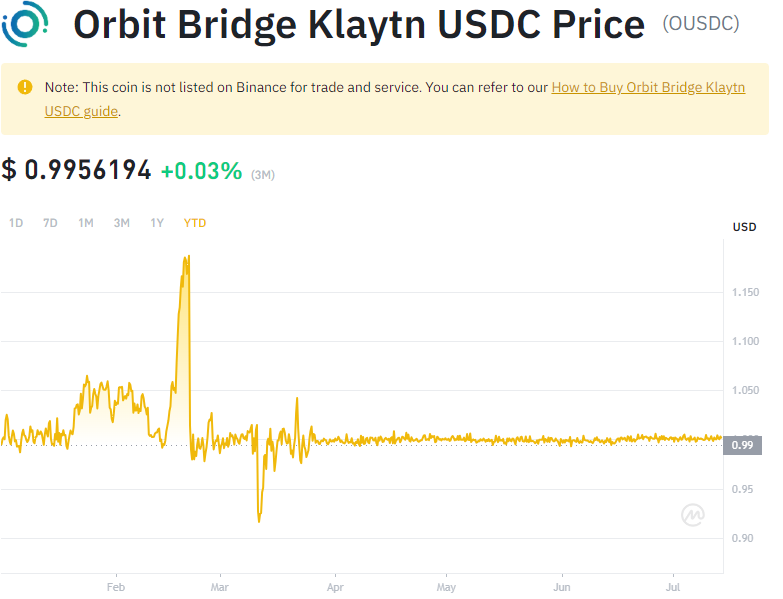 Orbit Bridge Klaytn USDC Price (OUSDC)
Note: This coin is not listed on Binance for trade and service. You can refer to our How to Buy Orbit Bridge Klaytn
USDC guide.
$ 0.9956194 +0.03% (3M)
1D 7D 1M 3M 1Y YTD
USD
1.150
1.100
1.050
0.99
0.95
0.90
Feb Mar Apr May Jun Jul